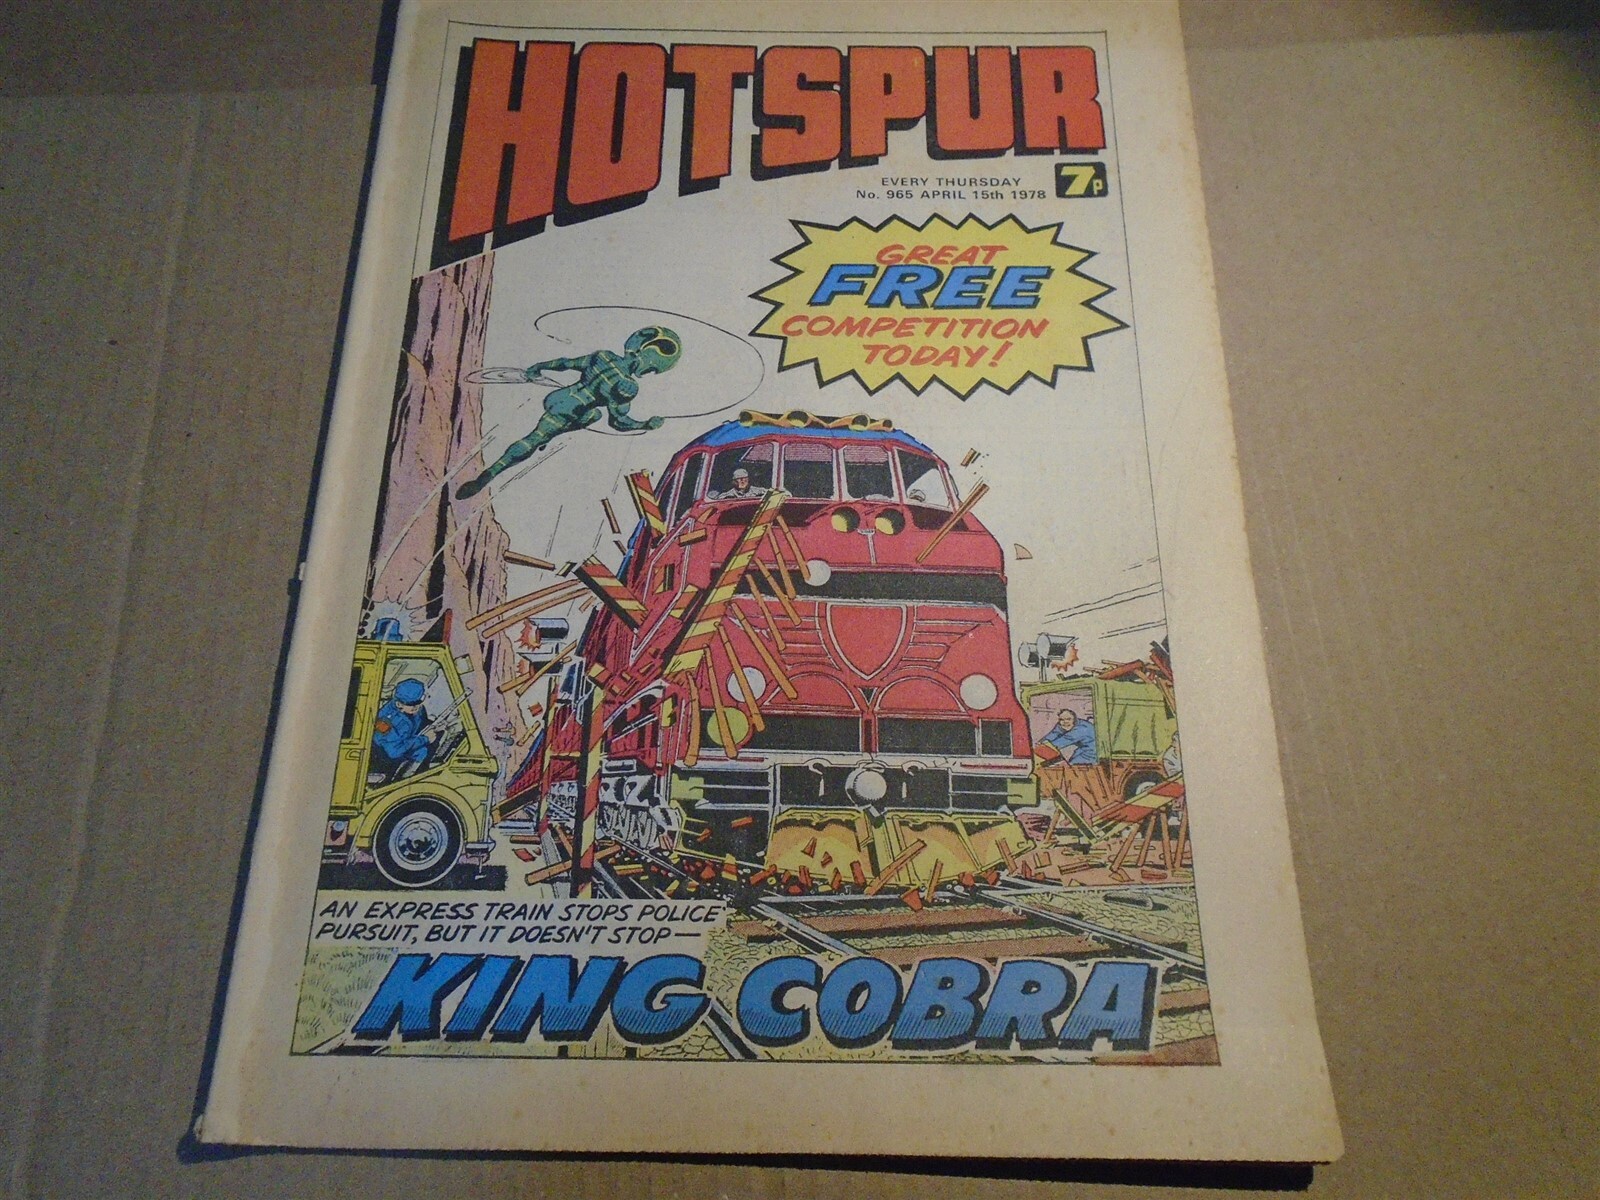 HOTSPUR
EVERY THURSDAY
No. 965 APRIL 15th 1978
7p
GREAT
FREE
COMPETITION
TODAY!
AN EXPRESS TRAIN STOPS POLICE
PURSUIT, BUT IT DOESN'T STOP—
KING COBRA